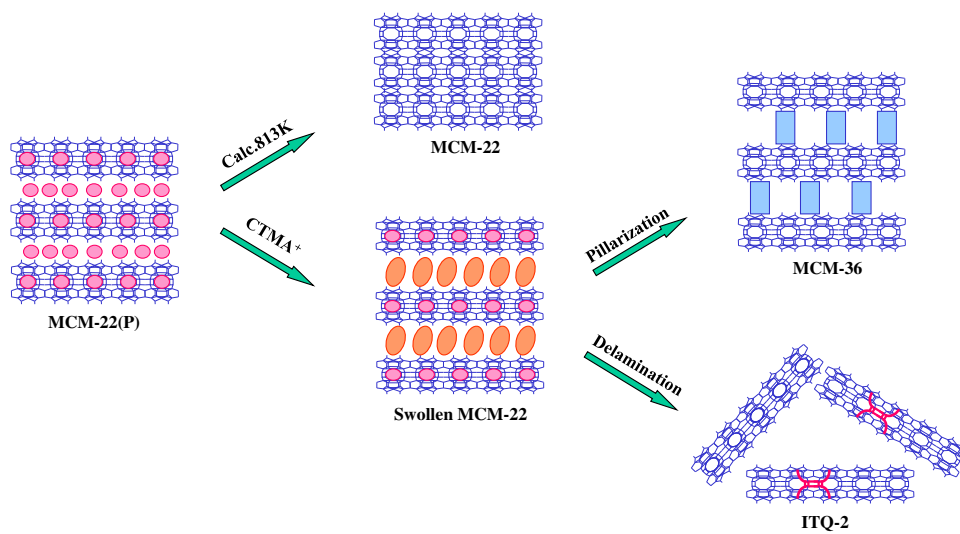 MCM-22(P)
Calc.813K
CTMA⁺
MCM-22
Swollen MCM-22
Pillarization
Delamination
MCM-36
ITQ-2